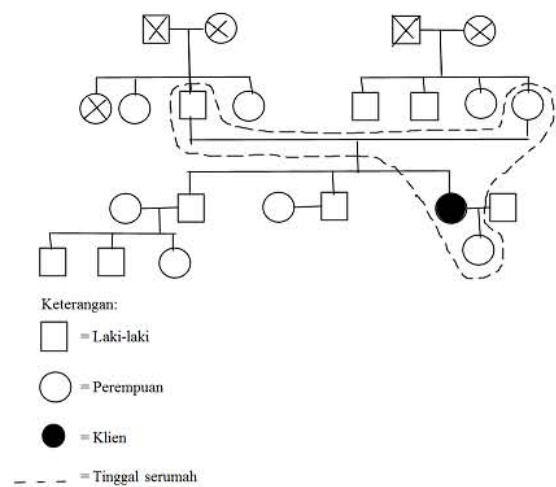 Keterangan:
= Laki-laki
= Perempuan
= Klien
= Tinggal serumah